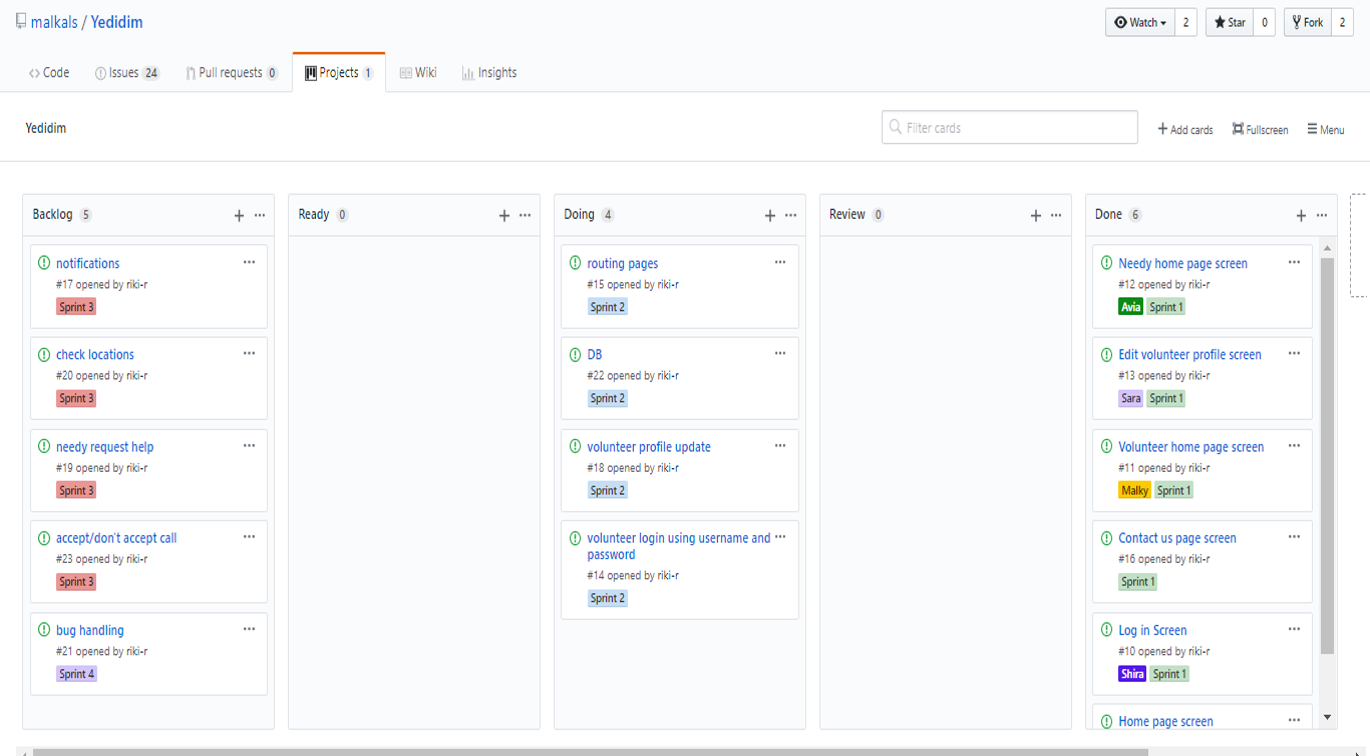 malkals / Yedidim
Watch 2 Star 0 Fork 2
Code Issues 24 Pull requests 0 Projects 1 Wiki Insights
Yedidim
Filter cards
Add cards Fullscreen Menu
Backlog 5
notifications
#17 opened by riki-r
Sprint 3
check locations
#20 opened by riki-r
Sprint 3
needy request help
#19 opened by riki-r
Sprint 3
accept/don't accept call
#23 opened by riki-r
Sprint 3
bug handling
#21 opened by riki-r
Sprint 4
Ready 0
Doing 4
routing pages
#15 opened by riki-r
Sprint 2
DB
#22 opened by riki-r
Sprint 2
volunteer profile update
#18 opened by riki-r
Sprint 2
volunteer login using username and
password
#14 opened by riki-r
Sprint 2
Review 0
Done 6
Needy home page screen
#12 opened by riki-r
Avia Sprint 1
Edit volunteer profile screen
#13 opened by riki-r
Sara Sprint 1
Volunteer home page screen
#11 opened by riki-r
Malky Sprint 1
Contact us page screen
#16 opened by riki-r
Sprint 1
Log in Screen
#10 opened by riki-r
Shira Sprint 1
Home page screen